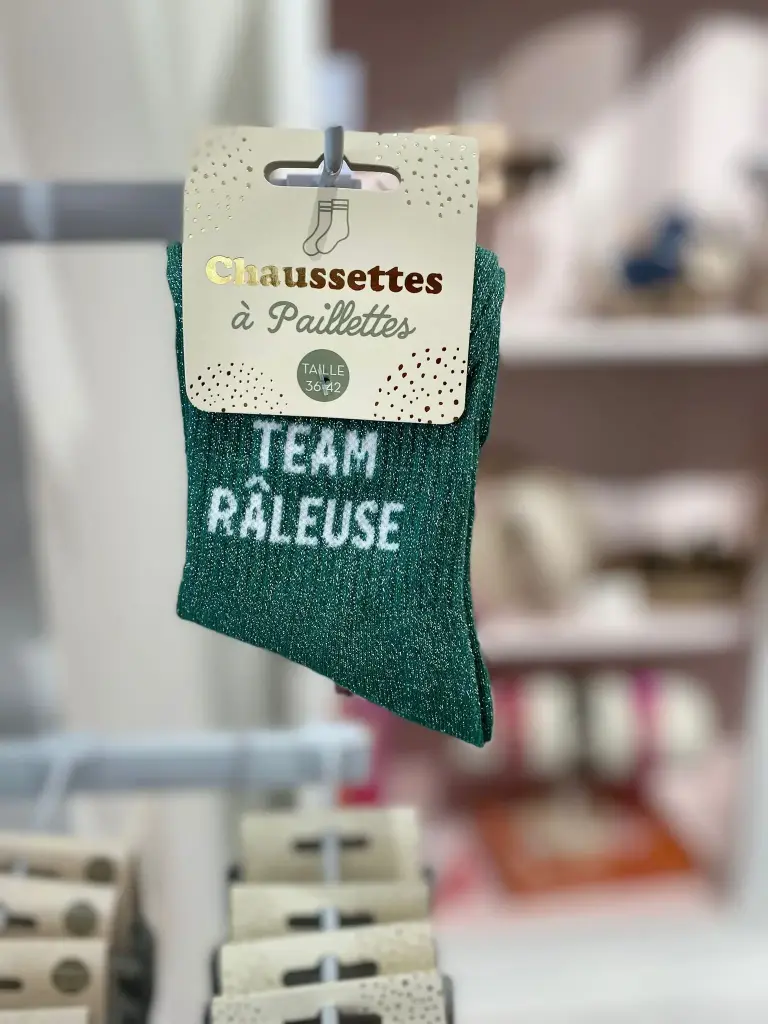 Chaussettes
à Paillettes
TAILLE
36/42
TEAM
RÂLEUSE